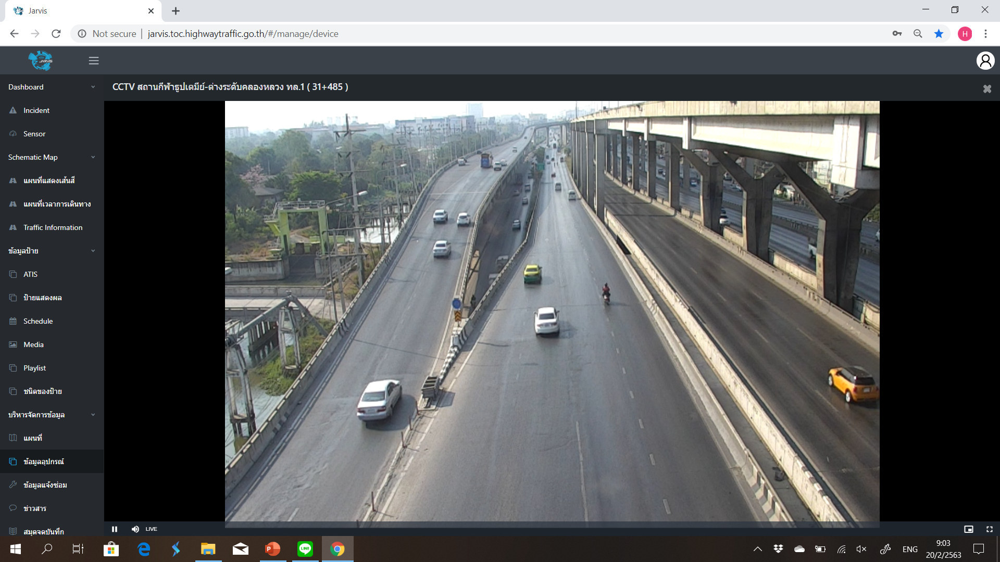 Jarvis
Not secure
jarvis.toc.highwaytraffic.go.th/#/manage/device
H
JARVIS
CCTV สถานกีฬาธูปเตมีย์-ต่างระดับคลองหลวง ทล.1 ( 31+485 )
Dashboard
Incident
Sensor
Schematic Map
แผนที่แสดงเส้นสี
แผนที่เวลาการเดินทาง
Traffic Information
ข้อมูลป้าย
ATIS
ป้ายแสดงผล
Schedule
Media
Playlist
ชนิดของป้าย
บริหารจัดการข้อมูล
แผนที่
ข้อมูลอุปกรณ์
ข้อมูลแจ้งซ่อม
ข่าวสาร
สมุดจดบันทึก
LIVE
LINE
ENG
9:03
20/2/2563